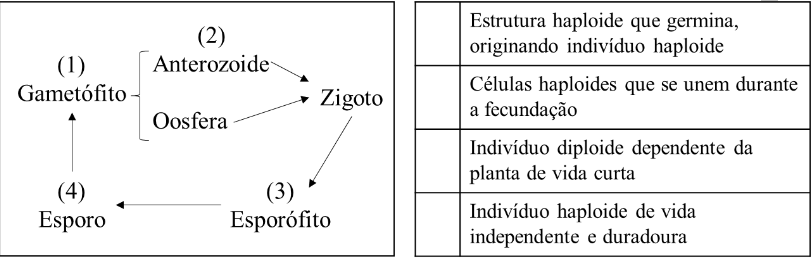 (2)
(1)
Anterozoide
Gametófito
Zigoto
Oosfera
(4)
(3)
Esporo
Esporófito
Estrutura haploide que germina,
originando indivíduo haploide
Células haploides que se unem durante
a fecundação
Indivíduo diploide dependente da
planta de vida curta
Indivíduo haploide de vida
independente e duradoura